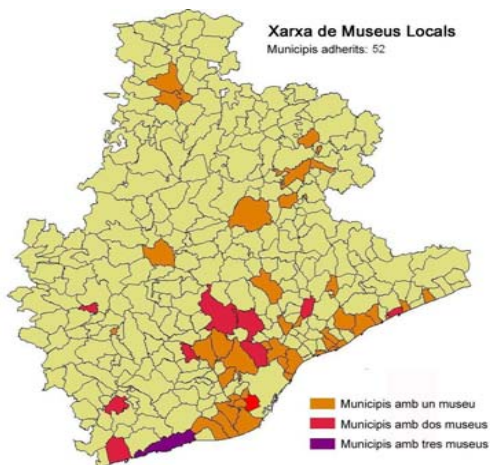 Xarxa de Museus Locals
Municipis adherits: 52
Municipis amb un museu
Municipis amb dos museus
Municipis amb tres museus